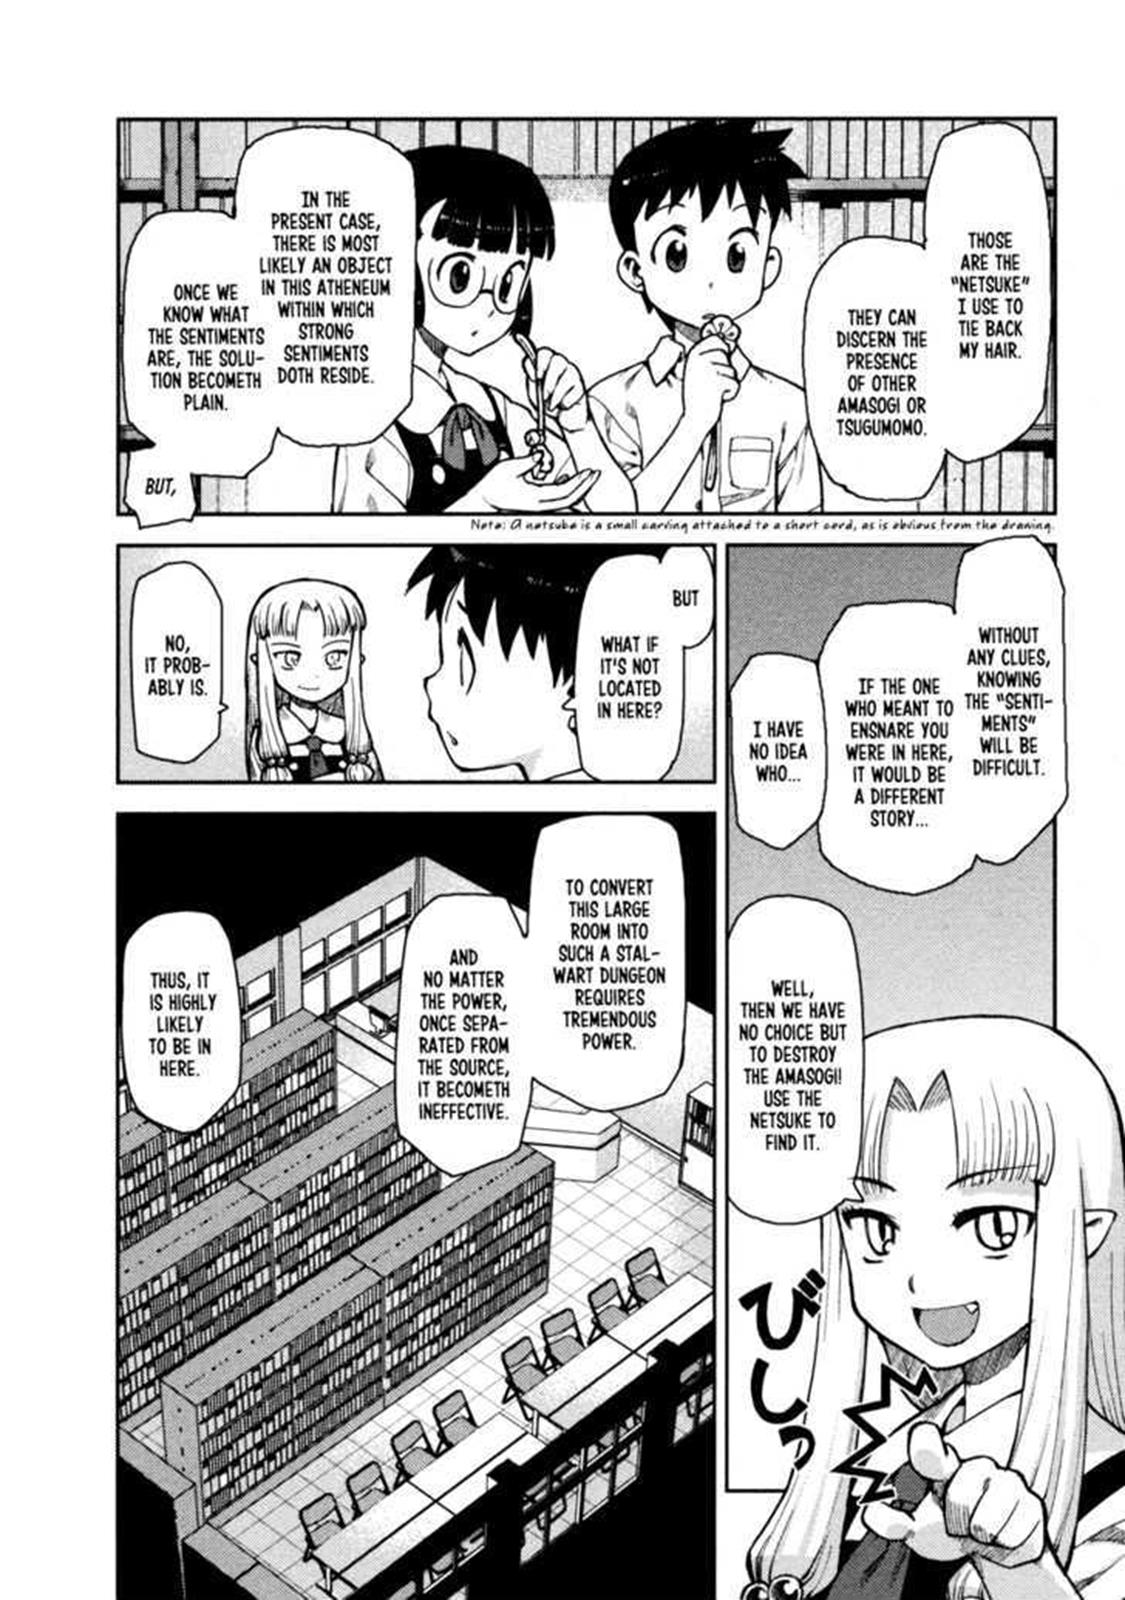 THOSE
ARE THE
"NETSUKE"
I USE TO
TIE BACK
MY HAIR.
THEY CAN
DISCERN THE
PRESENCE
OF OTHER
AMASOGI OR
TSUGUMOMO.
IN THE
PRESENT CASE,
THERE IS MOST
LIKELY AN OBJECT
IN THIS ATHENEUM
WITHIN WHICH
STRONG
SENTIMENTS
DOTH RESIDE.
ONCE WE
KNOW WHAT
THE SENTIMENTS
ARE, THE SOLU-
TION BECOMETH
PLAIN.
BUT,
Note: A netsuke is a small carving attached to a short cord, as is obvious from the drawing.
WITHOUT
ANY CLUES,
KNOWING
THE "SENTI-
MENTS"
WILL BE
DIFFICULT.
IF THE ONE
WHO MEANT TO
ENSNARE YOU
WERE IN HERE,
IT WOULD BE
A DIFFERENT
STORY...
I HAVE
NO IDEA
WHO...
WELL,
THEN WE HAVE
NO CHOICE BUT
TO DESTROY
THE AMASOGI!
USE THE
NETSUKE TO
FIND IT.
びしっ
BUT
WHAT IF
IT'S NOT
LOCATED
IN HERE?
NO,
IT PROB-
ABLY IS.
TO CONVERT
THIS LARGE
ROOM INTO
SUCH A STAL-
WART DUNGEON
REQUIRES
TREMENDOUS
POWER.
AND
NO MATTER
THE POWER,
ONCE SEPA-
RATED FROM
THE SOURCE,
IT BECOMETH
INEFFECTIVE.
THUS, IT
IS HIGHLY
LIKELY
TO BE IN
HERE.